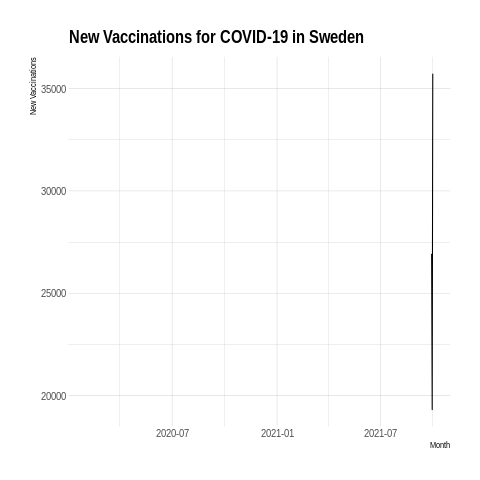 New Vaccinations for COVID-19 in Sweden
New Vaccinations
35000
30000
25000
20000
2020-07 2021-01 2021-07
Month